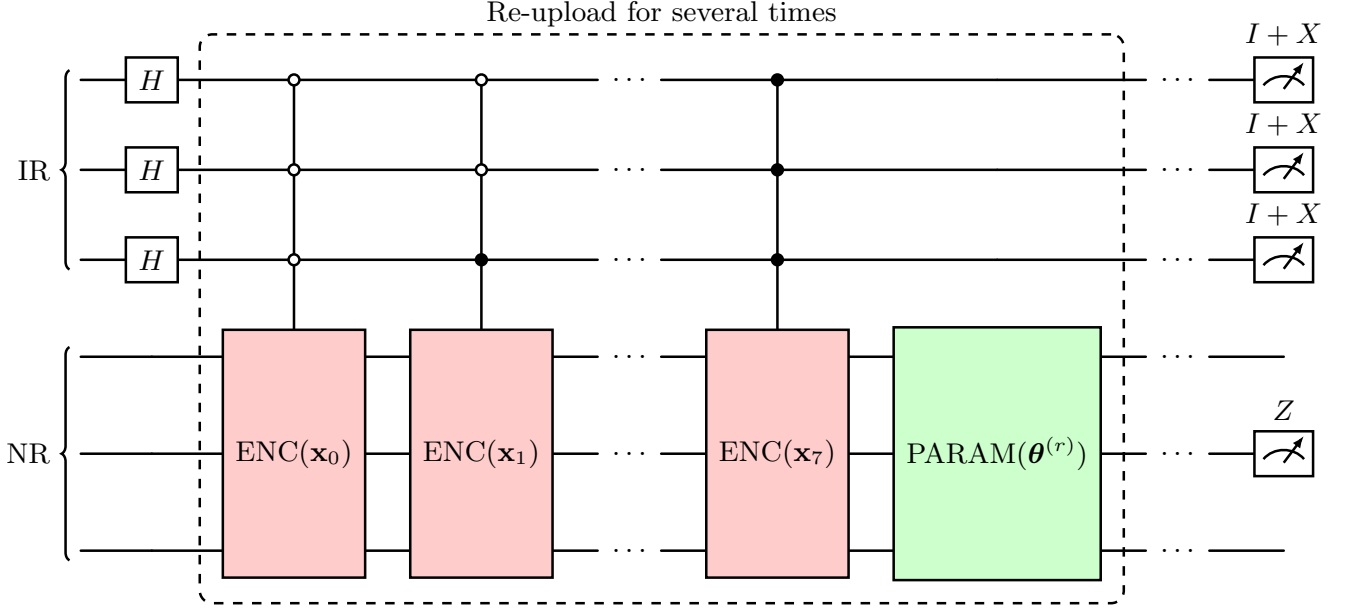 Re-upload for several times
I + X
H
· · ·
· · ·
I + X
IR
H
· · ·
· · ·
I + X
H
· · ·
· · ·
· · ·
· · ·
Z
NR
ENC(x₀)
ENC(x₁)
· · ·
ENC(x₇)
PARAM(θ⁽ʳ⁾)
· · ·
· · ·
· · ·